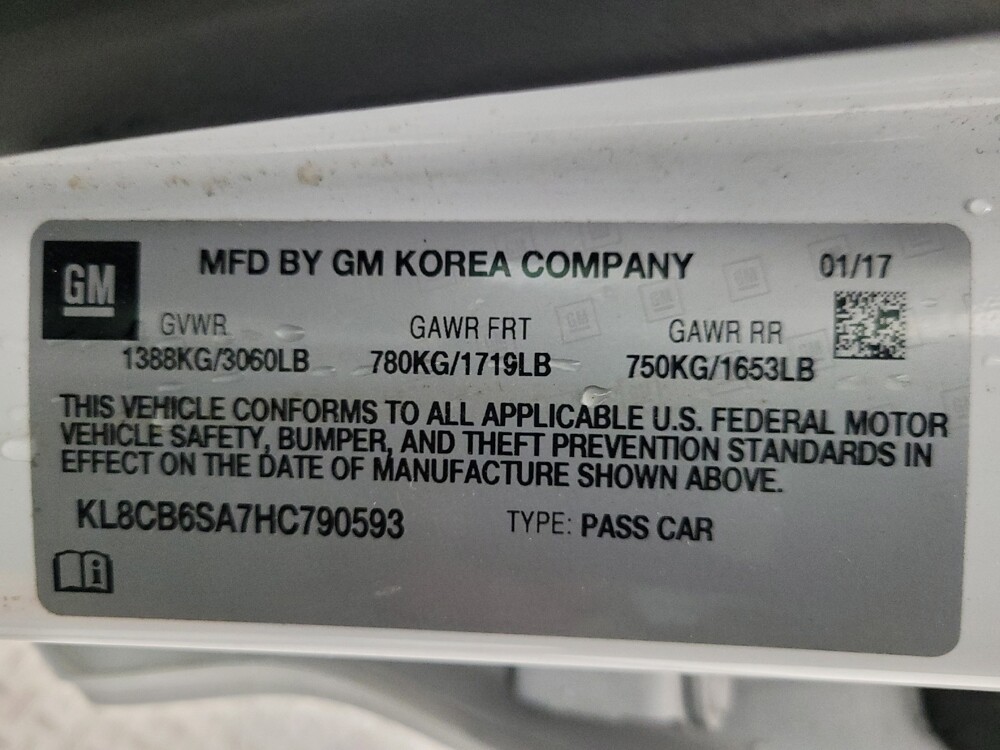 GM
MFD BY GM KOREA COMPANY 01/17
GVWR GAWR FRT GAWR RR
1388KG/3060LB 780KG/1719LB 750KG/1653LB
THIS VEHICLE CONFORMS TO ALL APPLICABLE U.S. FEDERAL MOTOR
VEHICLE SAFETY, BUMPER, AND THEFT PREVENTION STANDARDS IN
EFFECT ON THE DATE OF MANUFACTURE SHOWN ABOVE.
KL8CB6SA7HC790593 TYPE: PASS CAR
i